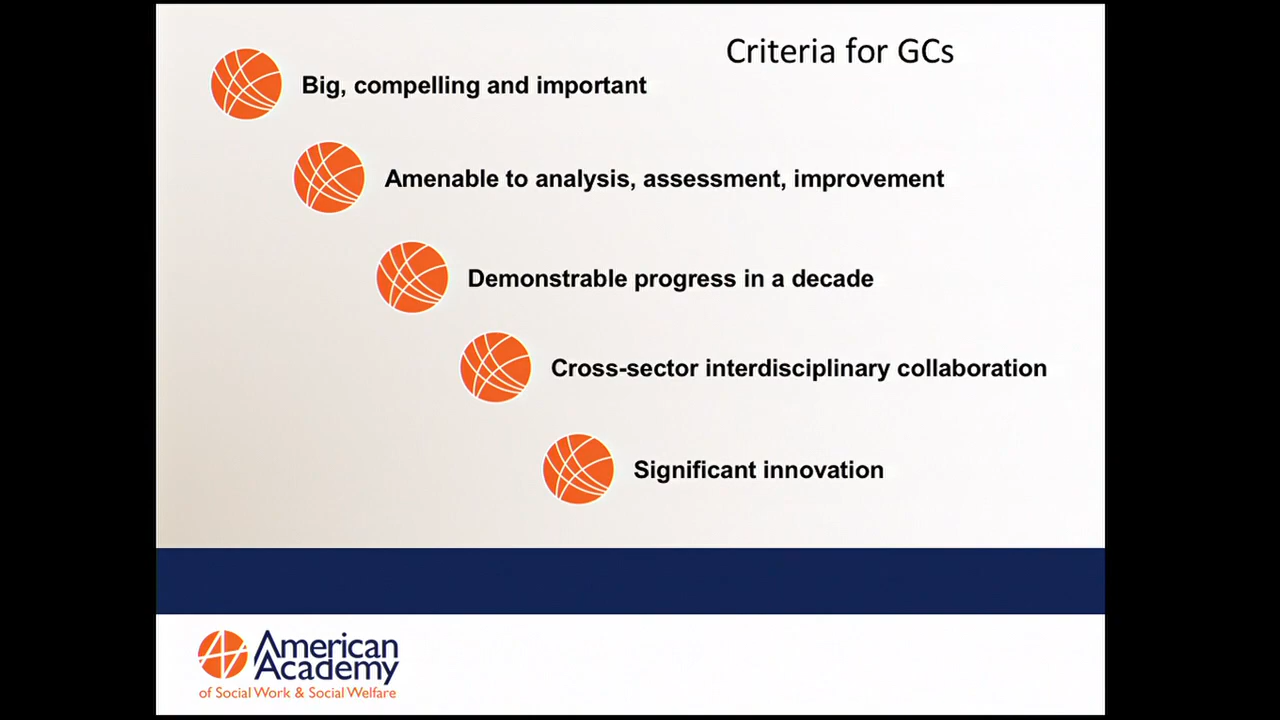 Criteria for GCs
Big, compelling and important
Amenable to analysis, assessment, improvement
Demonstrable progress in a decade
Cross-sector interdisciplinary collaboration
Significant innovation
American
Academy
of Social Work & Social Welfare